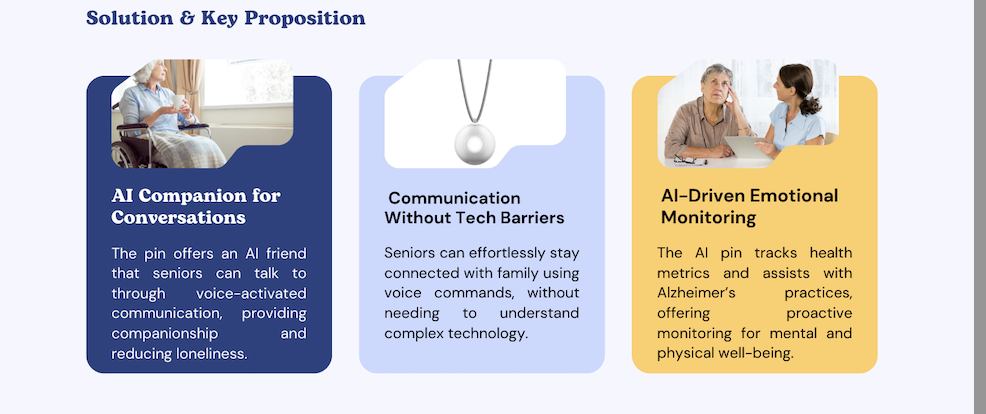 Solution & Key Proposition
AI Companion for
Conversations
The pin offers an AI friend
that seniors can talk to
through voice-activated
communication, providing
companionship and
reducing loneliness.
Communication
Without Tech Barriers
Seniors can effortlessly stay
connected with family using
voice commands, without
needing to understand
complex technology.
AI-Driven Emotional
Monitoring
The AI pin tracks health
metrics and assists with
Alzheimer's practices,
offering proactive
monitoring for mental and
physical well-being.